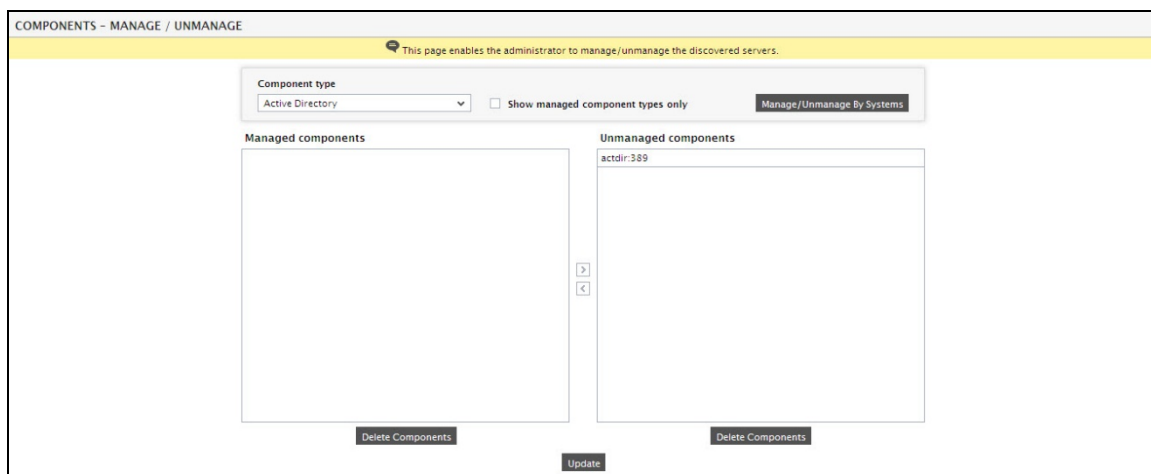 COMPONENTS - MANAGE / UNMANAGE
This page enables the administrator to manage/unmanage the discovered servers.
Component type
Active Directory
Show managed component types only
Manage/Unmanage By Systems
Managed components
Unmanaged components
actdir:389
>
<
Delete Components
Delete Components
Update